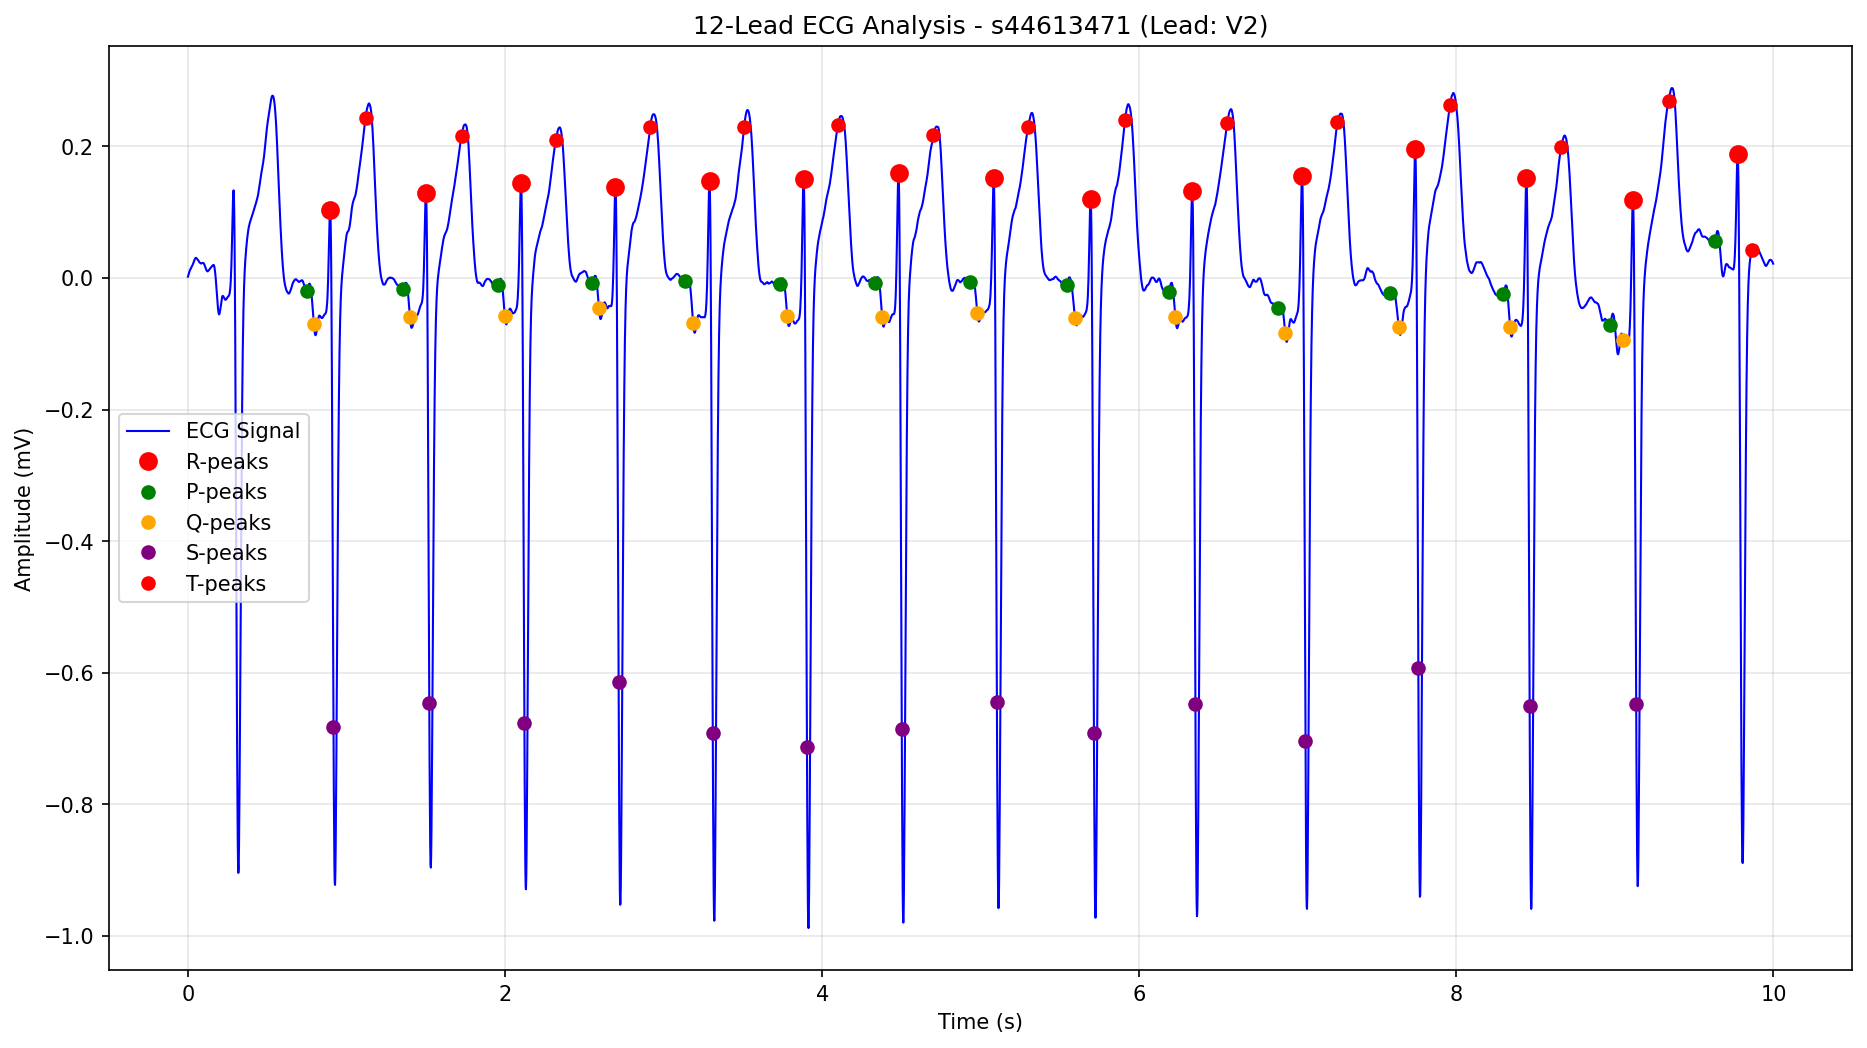 12-Lead ECG Analysis - s44613471 (Lead: V2)
Amplitude (mV)
0.2
0.0
−0.2
−0.4
−0.6
−0.8
−1.0
ECG Signal
R-peaks
P-peaks
Q-peaks
S-peaks
T-peaks
0 2 4 6 8 10
Time (s)